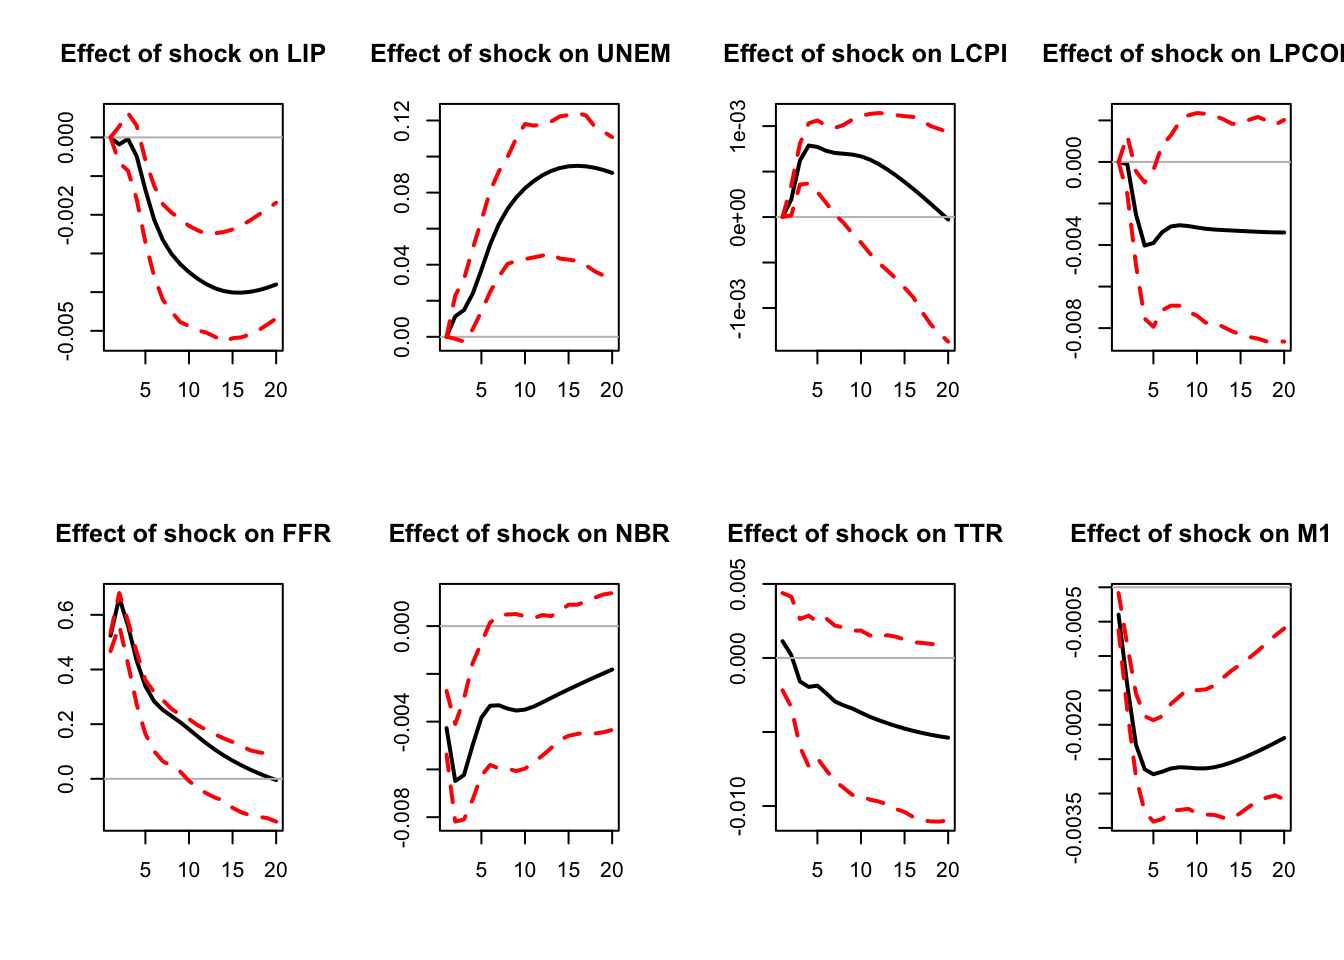 Effect of shock on LIP
0.000
-0.002
-0.005
5 10 15 20
Effect of shock on UNEM
0.12
0.08
0.04
0.00
5 10 15 20
Effect of shock on LCPI
1e-03
0e+00
-1e-03
5 10 15 20
Effect of shock on LPCO
0.000
-0.004
-0.008
5 10 15 20
Effect of shock on FFR
0.6
0.4
0.2
0.0
5 10 15 20
Effect of shock on NBR
0.000
-0.004
-0.008
5 10 15 20
Effect of shock on TTR
0.005
0.000
-0.010
5 10 15 20
Effect of shock on M1
-0.0005
-0.0020
-0.0035
5 10 15 20